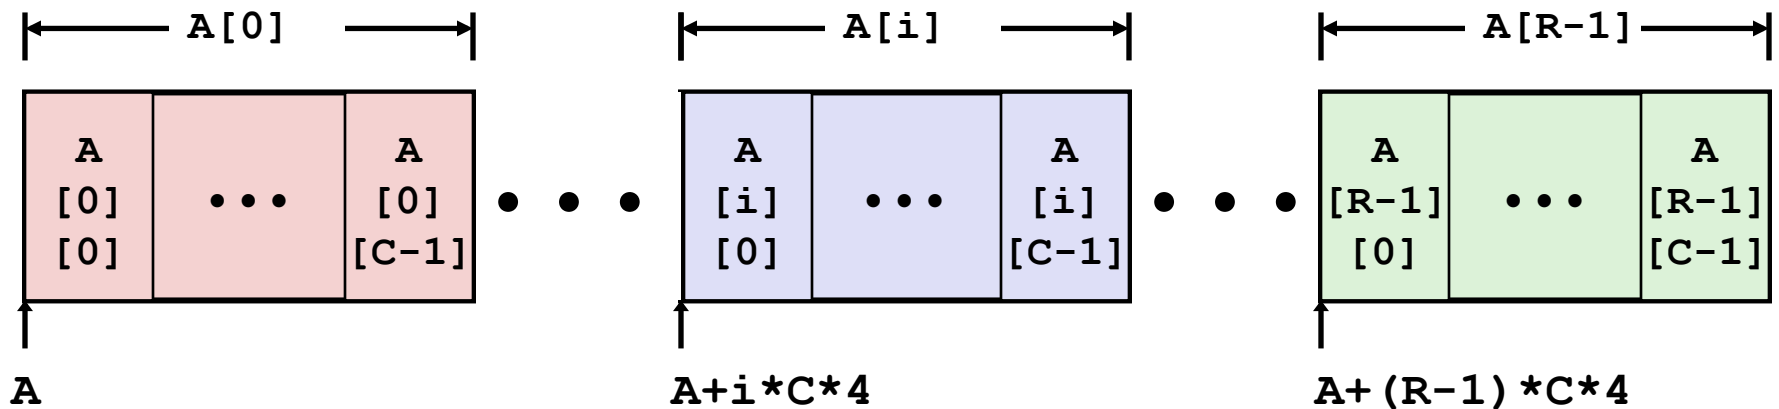 A[0] A[i] A[R-1]
A ••• A • • • A ••• A • • • A ••• A
[0] [0] [i] [i] [R-1] [R-1]
[0] [C-1] [0] [C-1] [0] [C-1]
A A+i*C*4 A+(R-1)*C*4